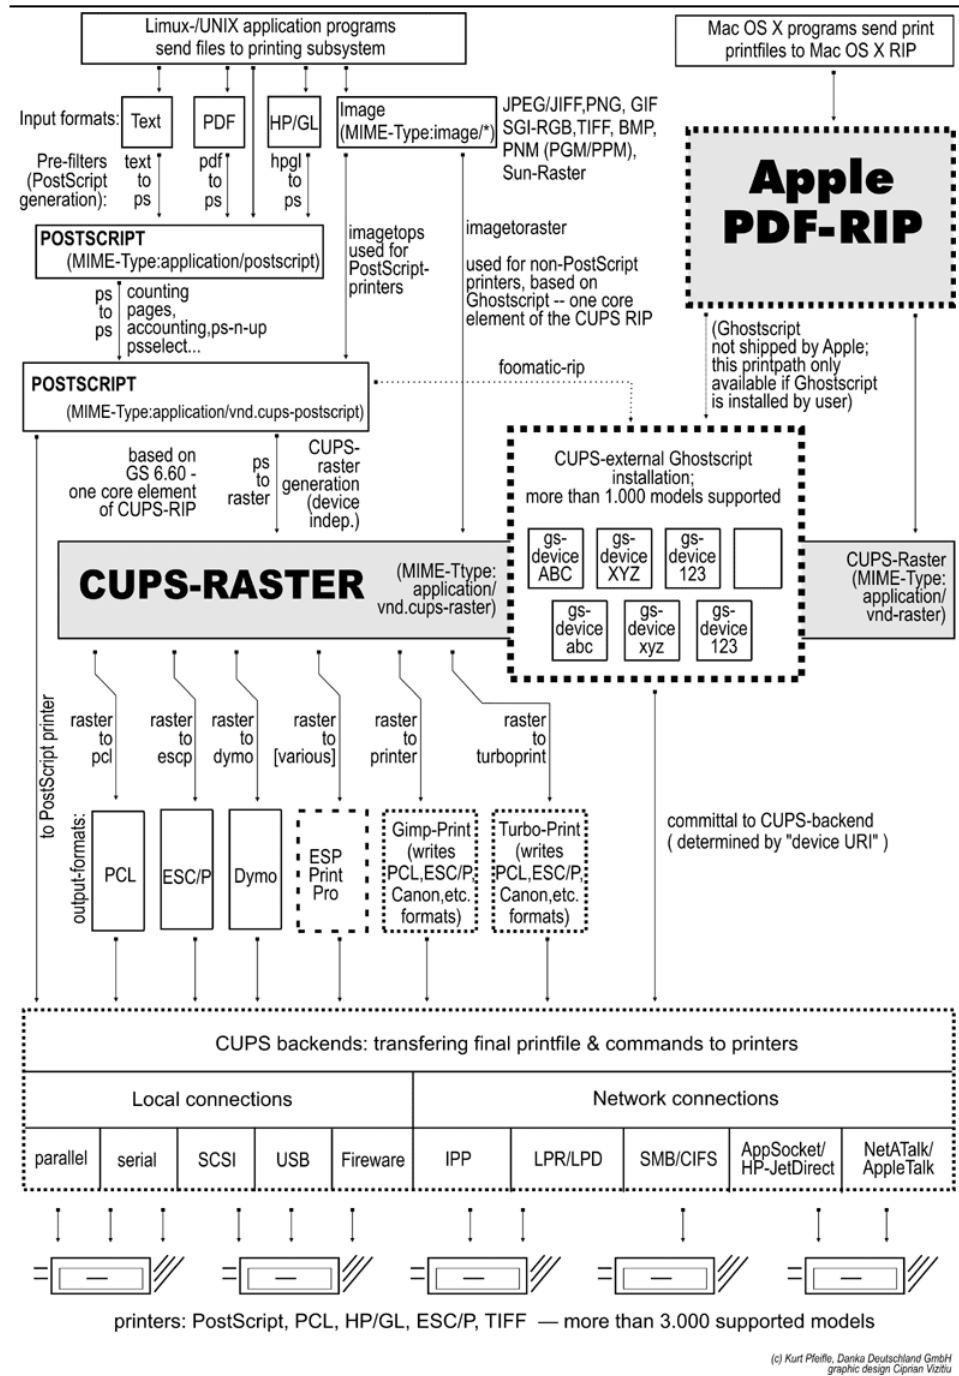 Limux-/UNIX application programs
send files to printing subsystem
Mac OS X programs send print
printfiles to Mac OS X RIP
Input formats:
Text
PDF
HP/GL
Image
(MIME-Type:image/*)
JPEG/JIFF,PNG, GIF
SGI-RGB,TIFF, BMP,
PNM (PGM/PPM),
Sun-Raster
Pre-filters
(PostScript
generation):
text
to
ps
pdf
to
ps
hpgl
to
ps
Apple
PDF-RIP
POSTSCRIPT
(MIME-Type:application/postscript)
imagetops
used for
PostScript-
printers
imagetoraster
used for non-PostScript
printers, based on
Ghostscript -- one core
element of the CUPS RIP
ps
to
ps
counting
pages,
accounting,ps-n-up
psselect...
(Ghostscript
not shipped by Apple;
this printpath only
available if Ghostscript
is installed by user)
foomatic-rip
POSTSCRIPT
(MIME-Type:application/vnd.cups-postscript)
based on
GS 6.60 -
one core element
of CUPS-RIP
ps
to
raster
CUPS-
raster
generation
(device
indep.)
CUPS-external Ghostscript
installation;
more than 1.000 models supported
gs-
device
ABC
gs-
device
XYZ
gs-
device
123
gs-
device
abc
gs-
device
xyz
gs-
device
123
CUPS-RASTER
(MIME-Ttype:
application/
vnd.cups-raster)
CUPS-Raster
(MIME-Type:
application/
vnd-raster)
to PostScript printer
raster
to
pcl
raster
to
escp
raster
to
dymo
raster
to
[various]
raster
to
printer
raster
to
turboprint
output-formats:
PCL
ESC/P
Dymo
ESP
Print
Pro
Gimp-Print
(writes
PCL,ESC/P,
Canon,etc.
formats)
Turbo-Print
(writes
PCL,ESC/P,
Canon,etc.
formats)
committal to CUPS-backend
( determined by "device URI" )
CUPS backends: transfering final printfile & commands to printers
Local connections
Network connections
parallel
serial
SCSI
USB
Fireware
IPP
LPR/LPD
SMB/CIFS
AppSocket/
HP-JetDirect
NetATalk/
AppleTalk
printers: PostScript, PCL, HP/GL, ESC/P, TIFF — more than 3.000 supported models
(c) Kurt Pfeifle, Danka Deutschland GmbH
graphic design Ciprian Vizitiu